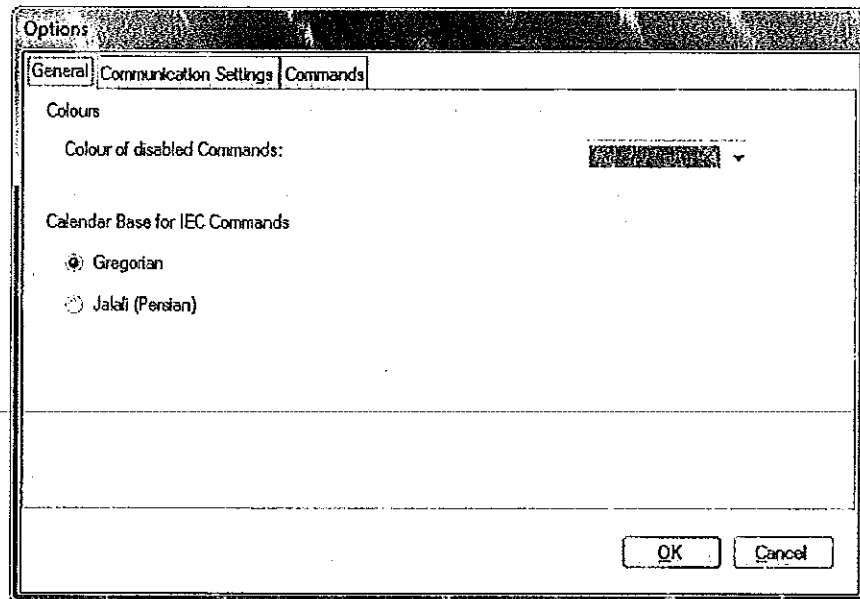 Options
General Communication Settings Commands
Colours
Colour of disabled Commands:
Calendar Base for IEC Commands
Gregorian
Jalali (Persian)
OK Cancel